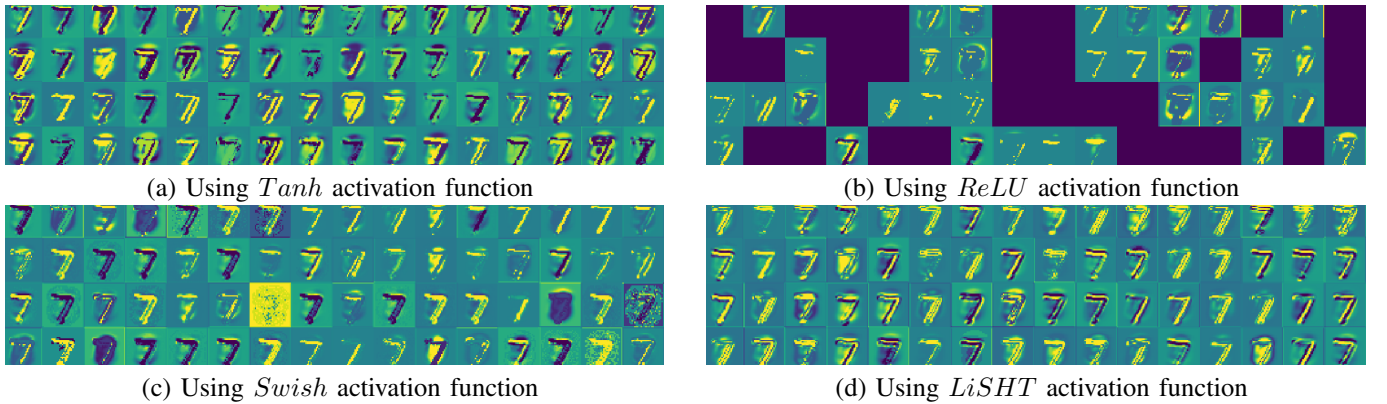 (a) Using Tanh activation function
(b) Using ReLU activation function
(c) Using Swish activation function
(d) Using LiSHT activation function